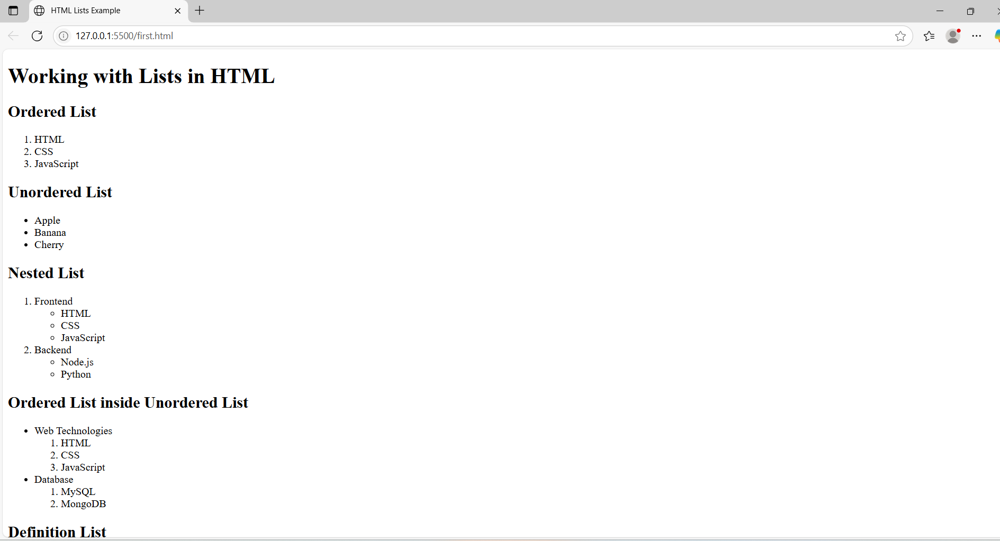 HTML Lists Example
127.0.0.1:5500/first.html
Working with Lists in HTML
Ordered List
1. HTML
2. CSS
3. JavaScript
Unordered List
• Apple
• Banana
• Cherry
Nested List
1. Frontend
◦ HTML
◦ CSS
◦ JavaScript
2. Backend
◦ Node.js
◦ Python
Ordered List inside Unordered List
• Web Technologies
1. HTML
2. CSS
3. JavaScript
• Database
1. MySQL
2. MongoDB
Definition List